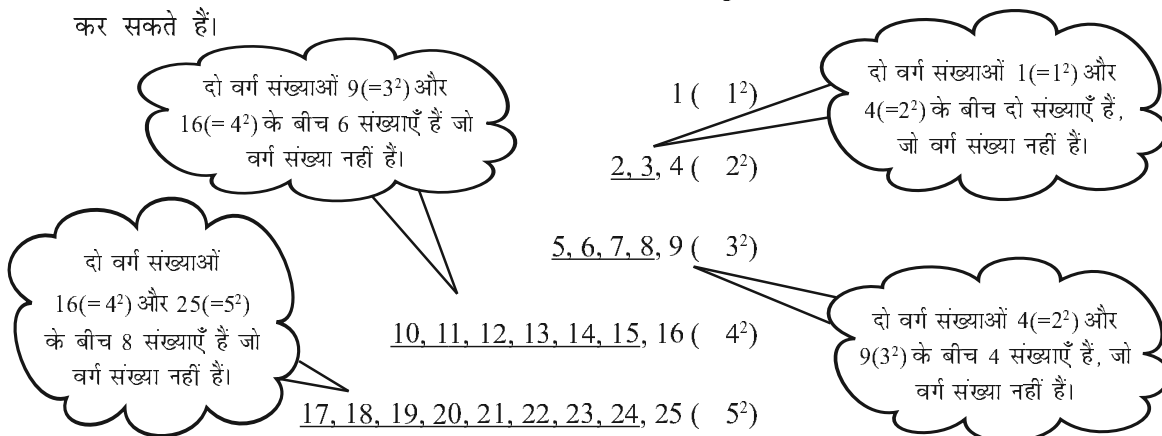 कर सकते हैं।
दो वर्ग संख्याओं 9(=3²) और
16(= 4²) के बीच 6 संख्याएँ हैं जो
वर्ग संख्या नहीं हैं।
1 ( 1²)
दो वर्ग संख्याओं 1(=1²) और
4(=2²) के बीच दो संख्याएँ हैं,
जो वर्ग संख्या नहीं हैं।
2, 3, 4 ( 2²)
5, 6, 7, 8, 9 ( 3²)
दो वर्ग संख्याओं
16(= 4²) और 25(=5²)
के बीच 8 संख्याएँ हैं जो
वर्ग संख्या नहीं हैं।
10, 11, 12, 13, 14, 15, 16 ( 4²)
दो वर्ग संख्याओं 4(=2²) और
9(3²) के बीच 4 संख्याएँ हैं, जो
वर्ग संख्या नहीं हैं।
17, 18, 19, 20, 21, 22, 23, 24, 25 ( 5²)